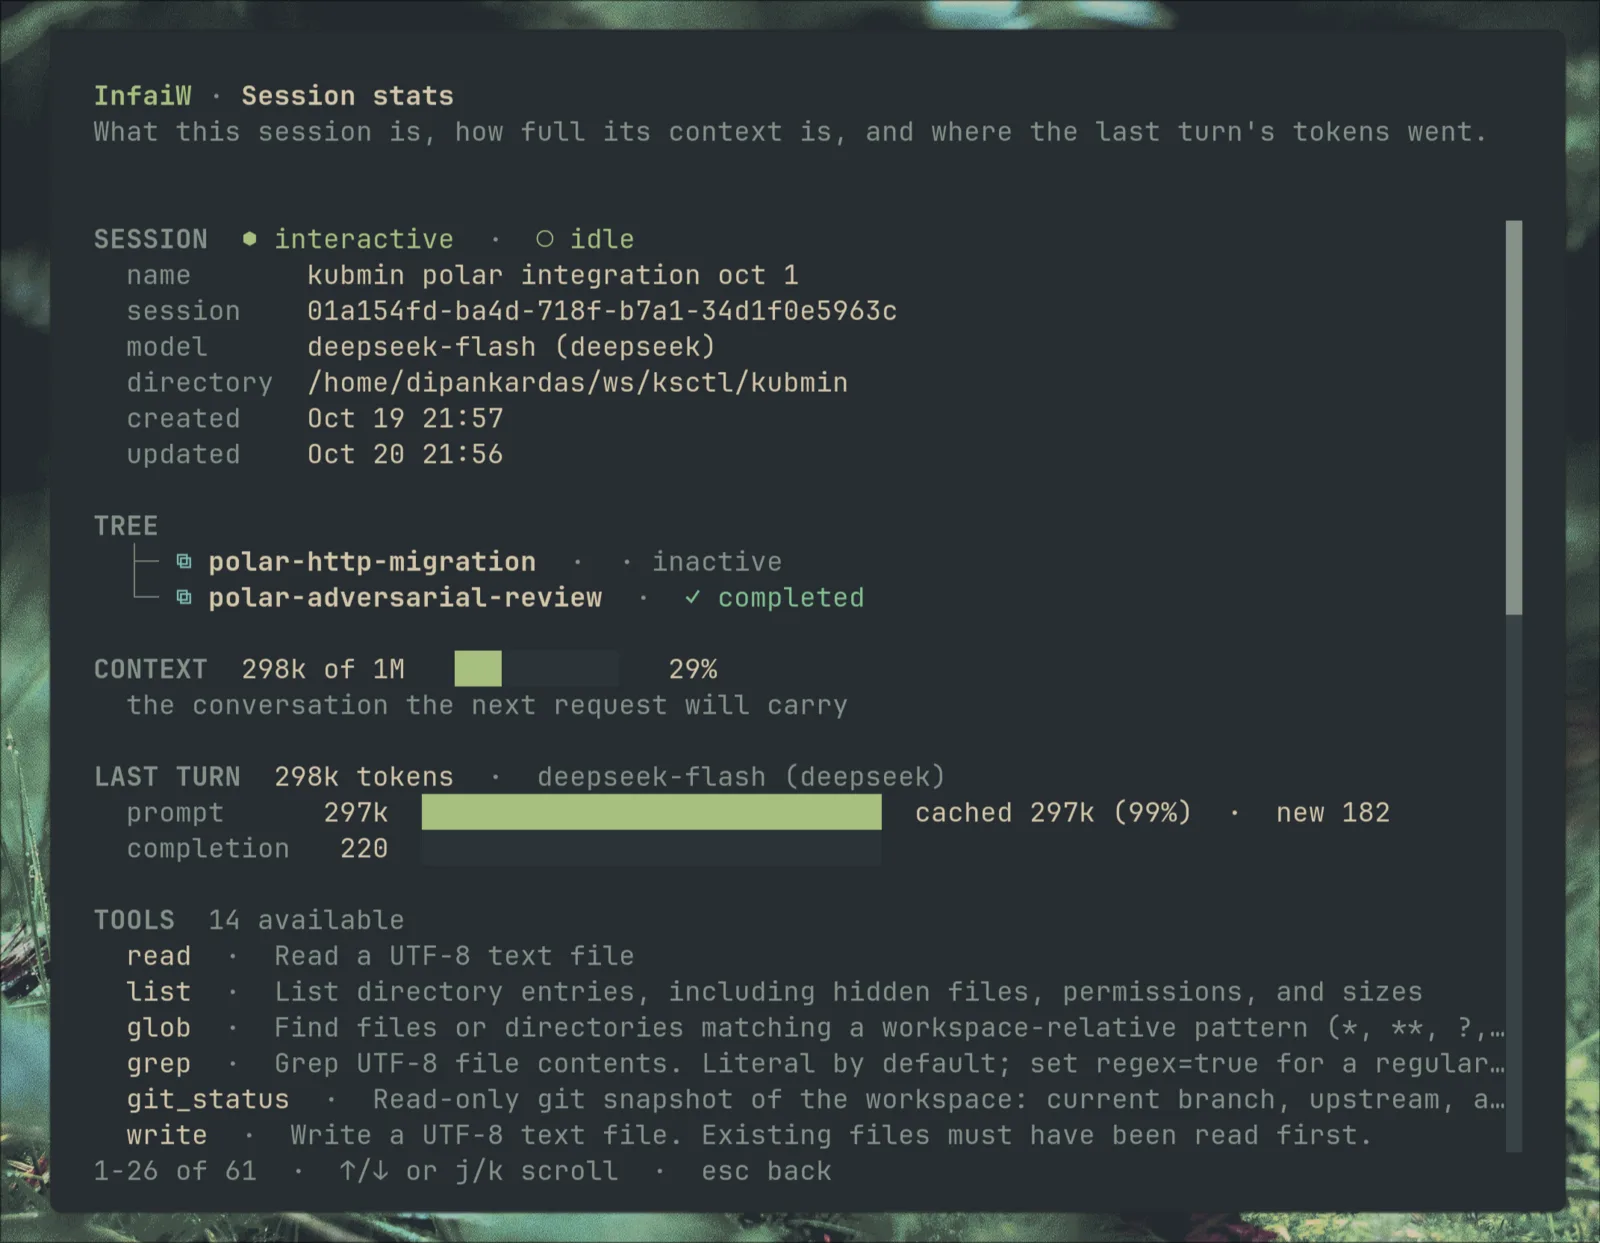 InfaiW · Session stats
What this session is, how full its context is, and where the last turn's tokens went.
SESSION ⬢ interactive · ○ idle
name kubmin polar integration oct 1
session 01a154fd-ba4d-718f-b7a1-34d1f0e5963c
model deepseek-flash (deepseek)
directory /home/dipankardas/ws/ksctl/kubmin
created Oct 19 21:57
updated Oct 20 21:56
TREE
├─ ⧉ polar-http-migration · · inactive
└─ ⧉ polar-adversarial-review · ✓ completed
CONTEXT 298k of 1M 29%
the conversation the next request will carry
LAST TURN 298k tokens · deepseek-flash (deepseek)
prompt 297k cached 297k (99%) · new 182
completion 220
TOOLS 14 available
read · Read a UTF-8 text file
list · List directory entries, including hidden files, permissions, and sizes
glob · Find files or directories matching a workspace-relative pattern (*, **, ?,…
grep · Grep UTF-8 file contents. Literal by default; set regex=true for a regular…
git_status · Read-only git snapshot of the workspace: current branch, upstream, a…
write · Write a UTF-8 text file. Existing files must have been read first.
1-26 of 61 · ↑/↓ or j/k scroll · esc back